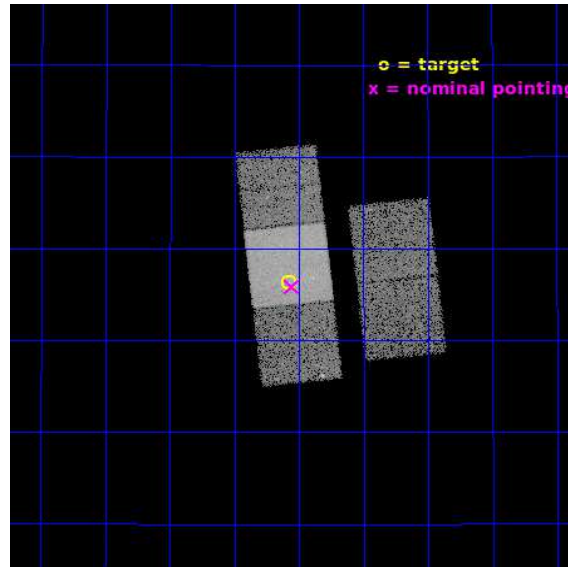 o = target
x = nominal pointing